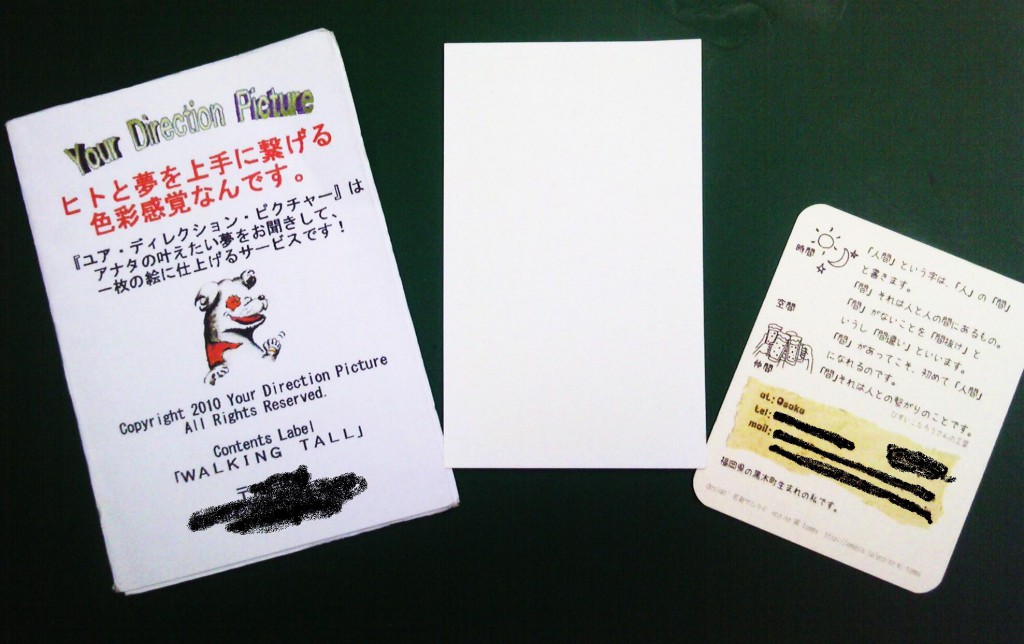 Your Direction Picture
ヒトと夢を上手に繋げる
色彩感覚なんです。
『ユア・ディレクション・ピクチャー』は
アナタの叶えたい夢をお聞きして、
一枚の絵に仕上げるサービスです!
Copyright 2010 Your Direction Picture
All Rights Reserved.
Contents Label
「WALKING TALL」
時間
空間
仲間
「人間」という字は、「人」の「間」
と書きます。
「間」それは人と人の間にあるもの。
「間」がないことを「間抜け」と
いうし「間違い」といいます。
「間」があってこそ、初めて「人間」
になれるのです。
「間」それは人との繋がりのことです。
at:Osaka
tel:
mail:
福岡県の黒木町生まれの私です。